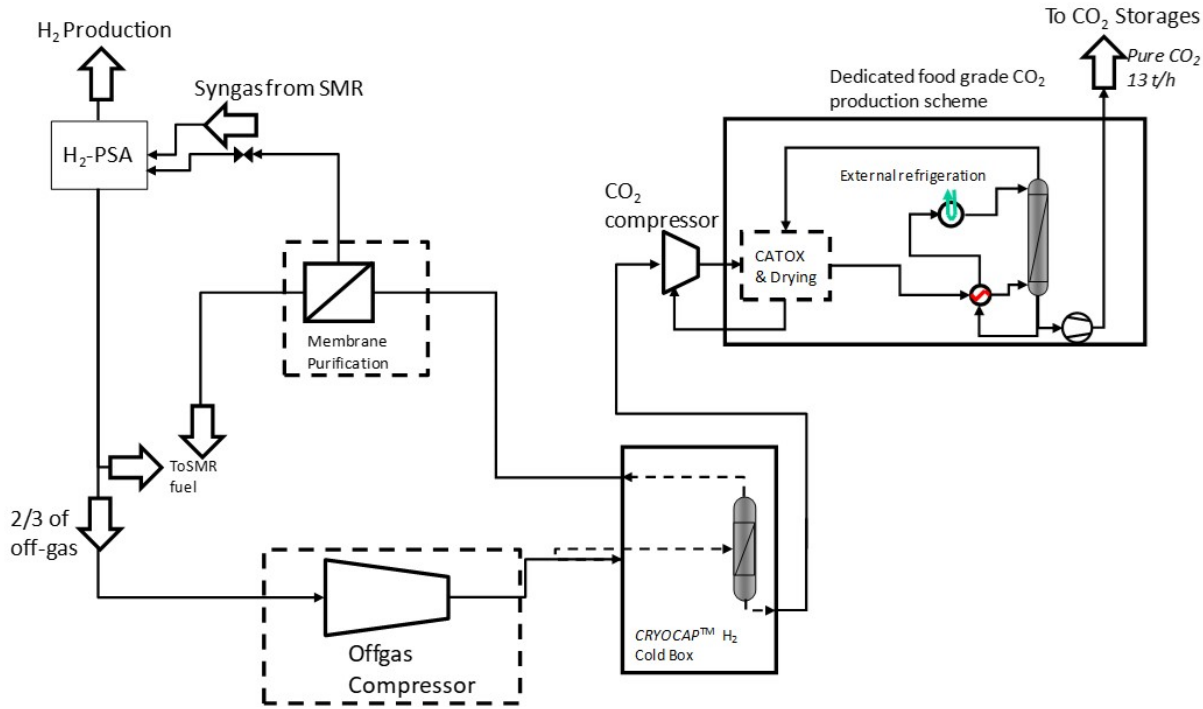 H₂ Production
Syngas from SMR
H₂-PSA
To CO₂ Storages
Pure CO₂
13 t/h
Dedicated food grade CO₂
production scheme
External refrigeration
CO₂
compressor
CATOX
& Drying
Membrane
Purification
ToSMR
fuel
2/3 of
off-gas
Offgas
Compressor
CRYOCAP™ H₂
Cold Box